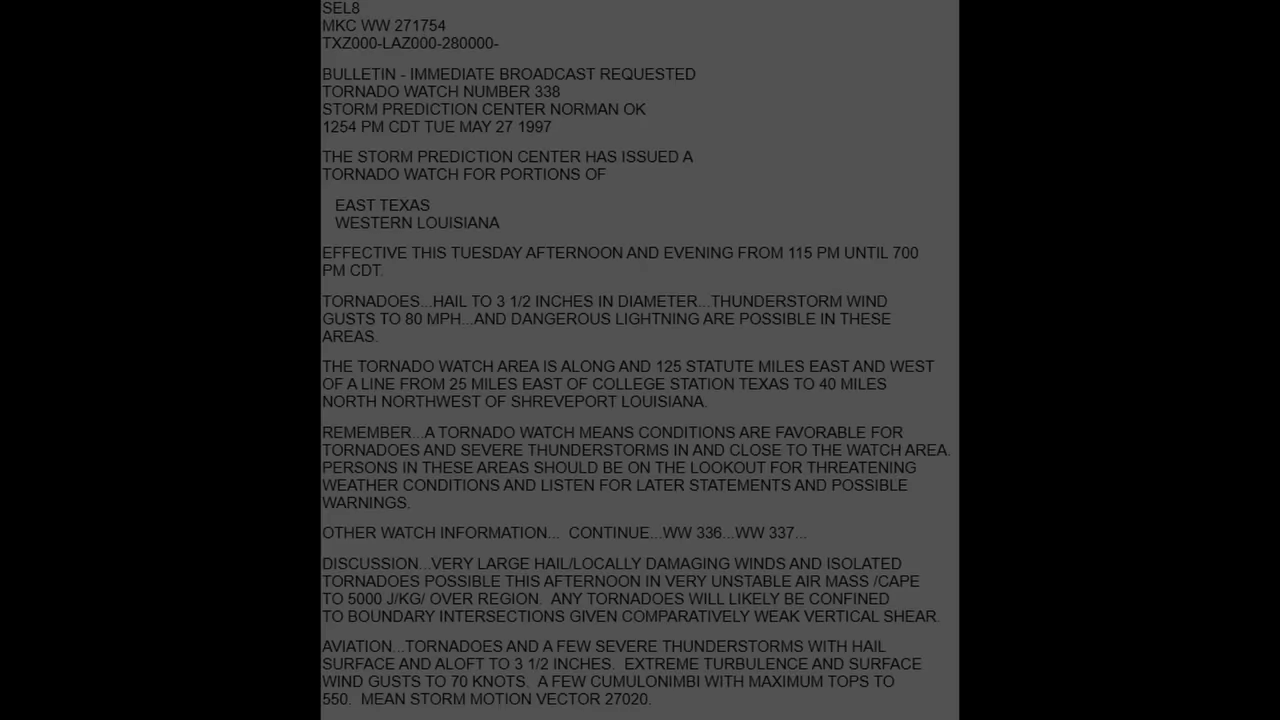 SEL8
MKC WW 271754
TXZ000-LAZ000-280000-
BULLETIN - IMMEDIATE BROADCAST REQUESTED
TORNADO WATCH NUMBER 338
STORM PREDICTION CENTER NORMAN OK
1254 PM CDT TUE MAY 27 1997
THE STORM PREDICTION CENTER HAS ISSUED A
TORNADO WATCH FOR PORTIONS OF
EAST TEXAS
WESTERN LOUISIANA
EFFECTIVE THIS TUESDAY AFTERNOON AND EVENING FROM 115 PM UNTIL 700
PM CDT.
TORNADOES...HAIL TO 3 1/2 INCHES IN DIAMETER...THUNDERSTORM WIND
GUSTS TO 80 MPH...AND DANGEROUS LIGHTNING ARE POSSIBLE IN THESE
AREAS.
THE TORNADO WATCH AREA IS ALONG AND 125 STATUTE MILES EAST AND WEST
OF A LINE FROM 25 MILES EAST OF COLLEGE STATION TEXAS TO 40 MILES
NORTH NORTHWEST OF SHREVEPORT LOUISIANA.
REMEMBER...A TORNADO WATCH MEANS CONDITIONS ARE FAVORABLE FOR
TORNADOES AND SEVERE THUNDERSTORMS IN AND CLOSE TO THE WATCH AREA.
PERSONS IN THESE AREAS SHOULD BE ON THE LOOKOUT FOR THREATENING
WEATHER CONDITIONS AND LISTEN FOR LATER STATEMENTS AND POSSIBLE
WARNINGS.
OTHER WATCH INFORMATION...  CONTINUE...WW 336...WW 337...
DISCUSSION...VERY LARGE HAIL/LOCALLY DAMAGING WINDS AND ISOLATED
TORNADOES POSSIBLE THIS AFTERNOON IN VERY UNSTABLE AIR MASS /CAPE
TO 5000 J/KG/ OVER REGION.  ANY TORNADOES WILL LIKELY BE CONFINED
TO BOUNDARY INTERSECTIONS GIVEN COMPARATIVELY WEAK VERTICAL SHEAR.
AVIATION...TORNADOES AND A FEW SEVERE THUNDERSTORMS WITH HAIL
SURFACE AND ALOFT TO 3 1/2 INCHES.  EXTREME TURBULENCE AND SURFACE
WIND GUSTS TO 70 KNOTS.  A FEW CUMULONIMBI WITH MAXIMUM TOPS TO
550.  MEAN STORM MOTION VECTOR 27020.